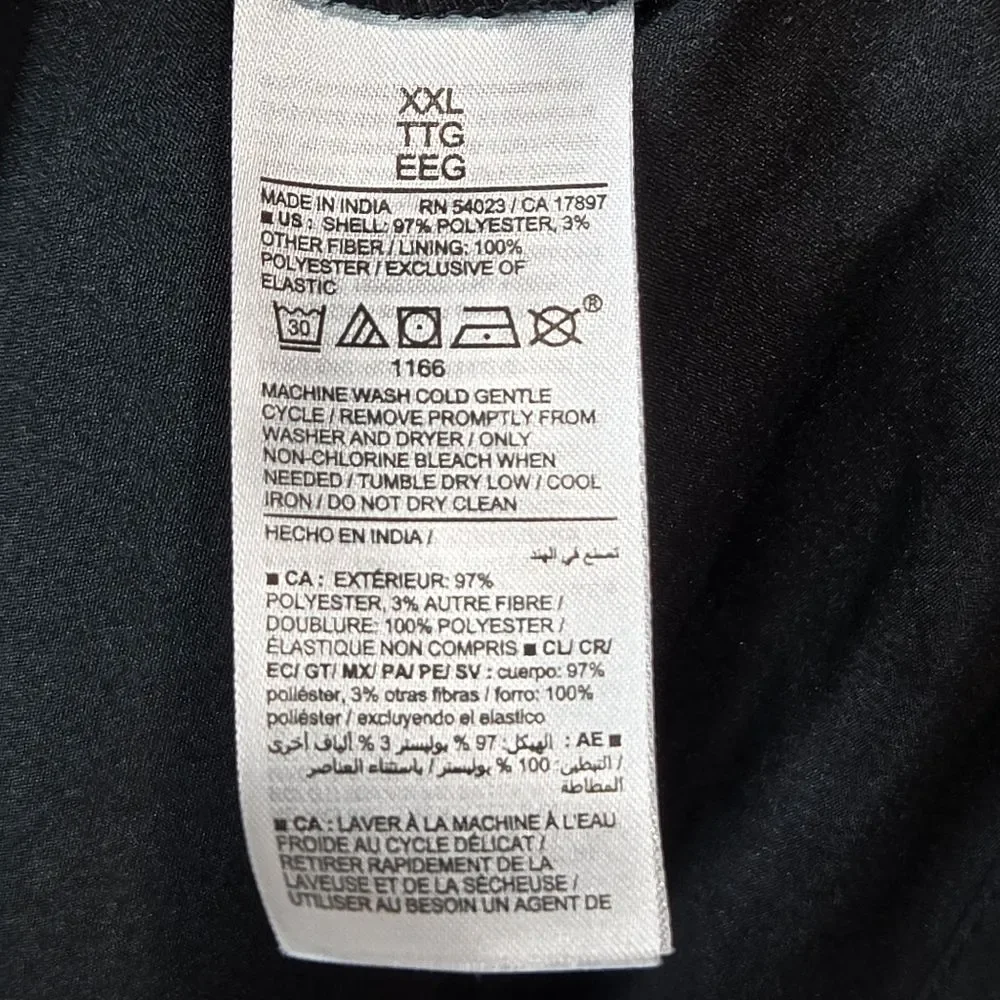 XXL
TTG
EEG
MADE IN INDIA RN 54023 / CA 17897
■ US : SHELL: 97% POLYESTER, 3%
OTHER FIBER / LINING: 100%
POLYESTER / EXCLUSIVE OF
ELASTIC
30 ®
1166
MACHINE WASH COLD GENTLE
CYCLE / REMOVE PROMPTLY FROM
WASHER AND DRYER / ONLY
NON-CHLORINE BLEACH WHEN
NEEDED / TUMBLE DRY LOW / COOL
IRON / DO NOT DRY CLEAN
HECHO EN INDIA /
تصنع في الهند
■ CA : EXTÉRIEUR: 97%
POLYESTER, 3% AUTRE FIBRE /
DOUBLURE: 100% POLYESTER /
ÉLASTIQUE NON COMPRIS ■ CL/ CR/
EC/ GT/ MX/ PA/ PE/ SV : cuerpo: 97%
poliéster, 3% otras fibras / forro: 100%
poliéster / excluyendo el elastico
■ AE : الهيكل: 97 % بوليستر 3 % ألياف أخرى
/ التبطين: 100 % بوليستر / باستثناء العناصر
المطاطة
■ CA : LAVER À LA MACHINE À L'EAU
FROIDE AU CYCLE DÉLICAT /
RETIRER RAPIDEMENT DE LA
LAVEUSE ET DE LA SÉCHEUSE /
UTILISER AU BESOIN UN AGENT DE